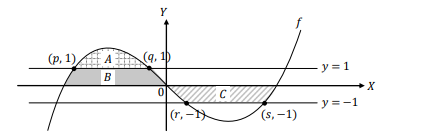 Y
f
(p, 1)
A
(q, 1)
y = 1
B
X
0
C
y = −1
(r, −1)
(s, −1)